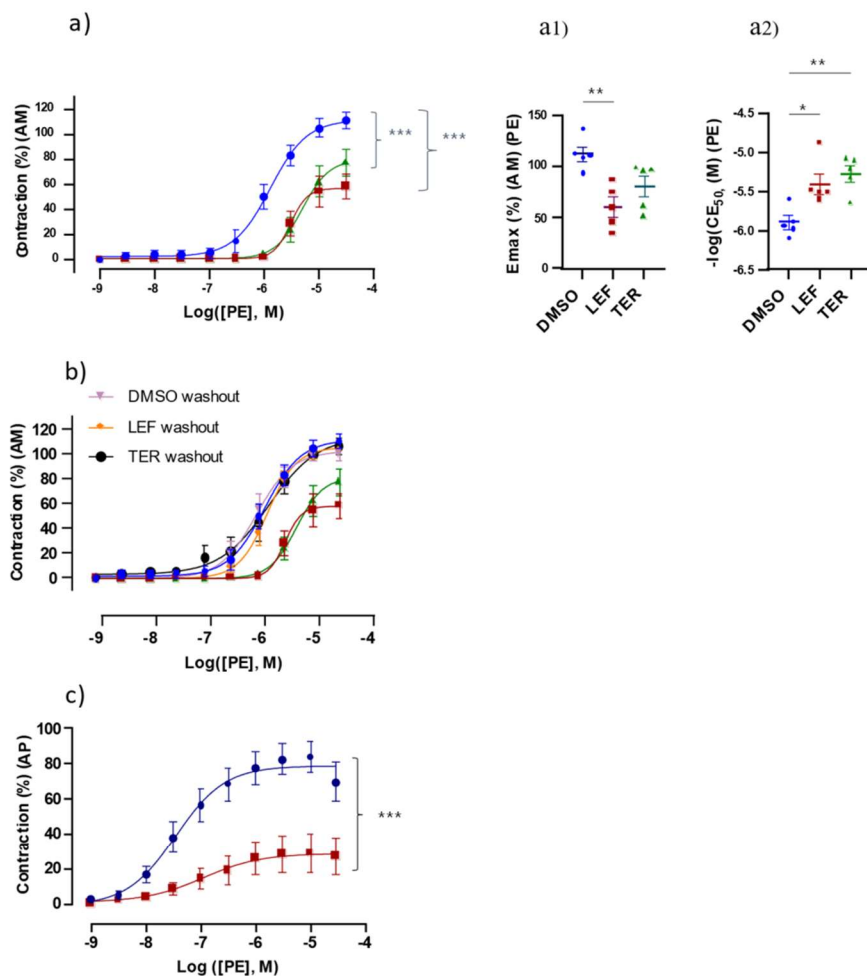 a)
a1)
a2)
Contraction (%) (AM)
120
100
80
60
40
20
0
-9
-8
-7
-6
-5
-4
Log([PE], M)
***
***
Emax (%) (AM) (PE)
150
100
50
0
**
DMSO
LEF
TER
-log(CE50, (M) (PE)
-4.5
-5.0
-5.5
-6.0
-6.5
**
*
DMSO
LEF
TER
b)
DMSO washout
LEF washout
TER washout
Contraction (%) (AM)
120
100
80
60
40
20
0
-9
-8
-7
-6
-5
-4
Log([PE], M)
c)
Contraction (%) (AP)
100
80
60
40
20
0
-9
-8
-7
-6
-5
-4
Log ([PE], M)
***